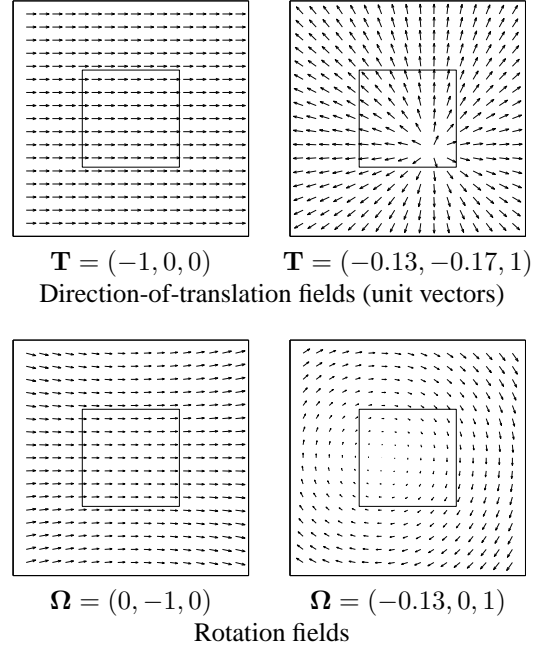 T = (−1, 0, 0) T = (−0.13, −0.17, 1)
Direction-of-translation fields (unit vectors)
Ω = (0, −1, 0) Ω = (−0.13, 0, 1)
Rotation fields